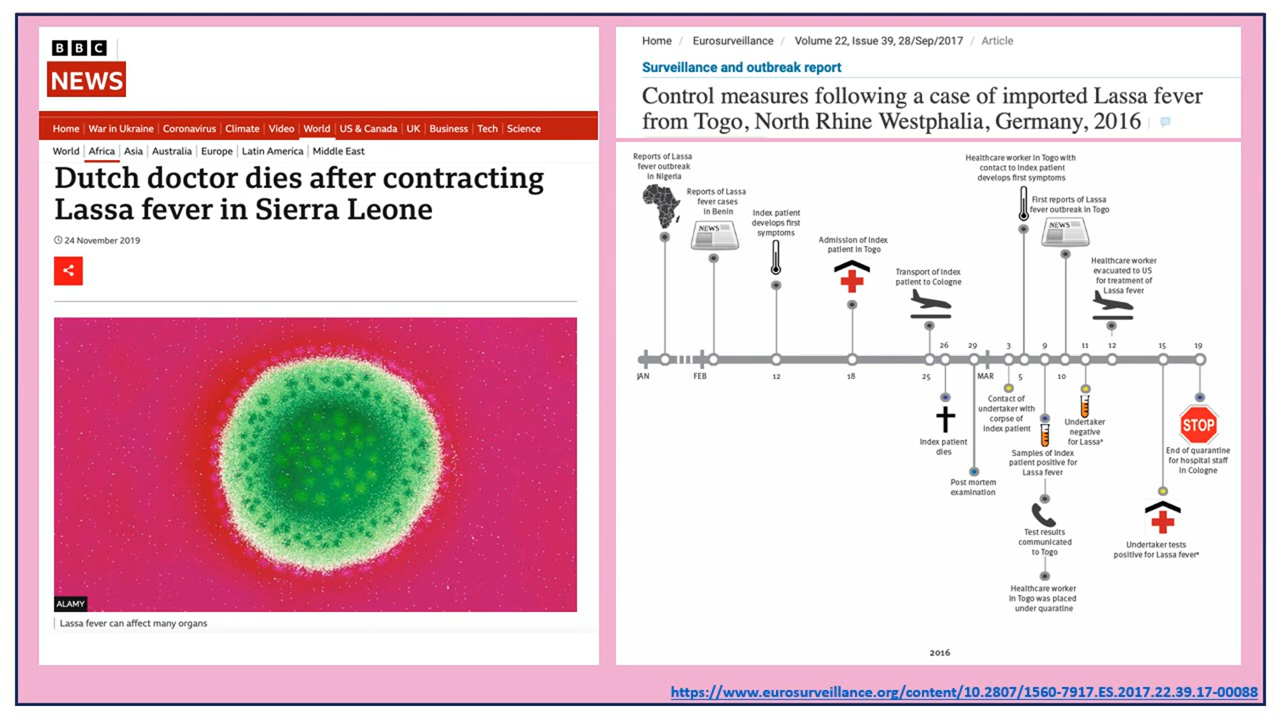 BBC
NEWS
Home | War in Ukraine | Coronavirus | Climate | Video | World | US & Canada | UK | Business | Tech | Science
World | Africa | Asia | Australia | Europe | Latin America | Middle East
Dutch doctor dies after contracting
Lassa fever in Sierra Leone
24 November 2019
ALAMY
Lassa fever can affect many organs
Home / Eurosurveillance / Volume 22, Issue 39, 28/Sep/2017 / Article
Surveillance and outbreak report
Control measures following a case of imported Lassa fever
from Togo, North Rhine Westphalia, Germany, 2016
Reports of Lassa
fever outbreak
in Nigeria
Reports of Lassa
fever cases
in Benin
NEWS
Index patient
develops first
symptoms
Admission of index
patient in Togo
Transport of index
patient to Cologne
Healthcare worker in Togo with
contact to index patient
develops first symptoms
First reports of Lassa
fever outbreak in Togo
NEWS
Healthcare worker
evacuated to US
for treatment of
Lassa fever
26
29
3
9
11
12
15
19
JAN
FEB
12
18
25
MAR
5
10
Index patient
dies
Post mortem
examination
Contact of
undertaker with
corpse of
index patient
Samples of index
patient positive for
Lassa fever
Test results
communicated
to Togo
Healthcare worker
in Togo was placed
under quaratine
Undertaker
negative
for Lassaᵃ
Undertaker tests
positive for Lassa feverᵃ
STOP
End of quarantine
for hospital staff
in Cologne
2016
https://www.eurosurveillance.org/content/10.2807/1560-7917.ES.2017.22.39.17-00088